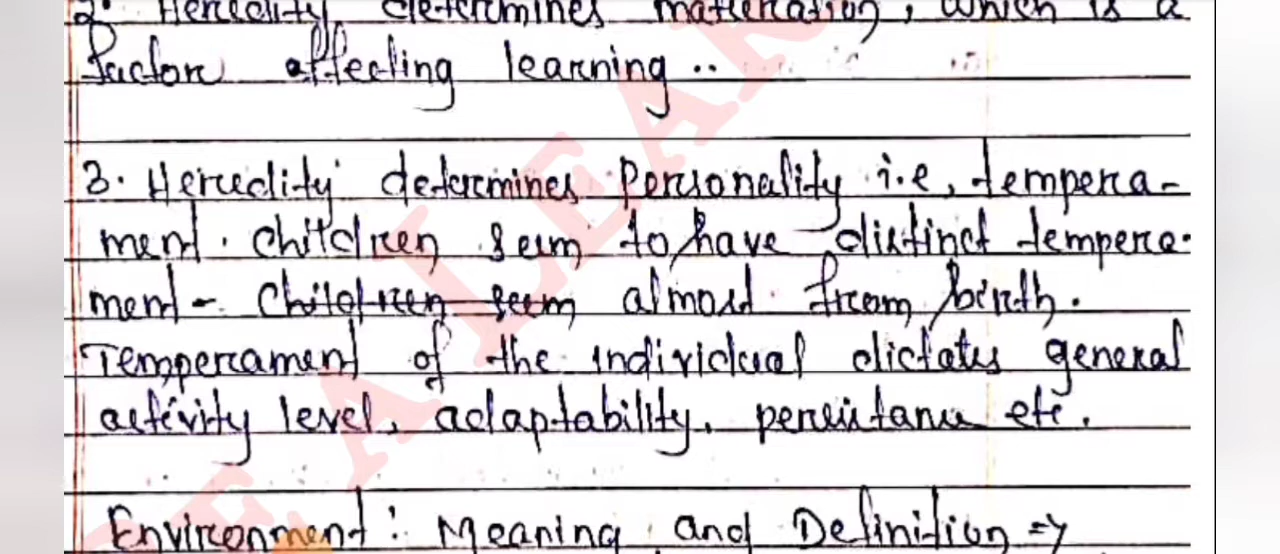 2. Heredity determines maturation, which is a
factor affecting learning ..
3. Heredity determines Personality i.e, tempera-
ment. children seem to have distinct tempera-
ment - children seem almost from birth.
Temperament of the individual dictates general
activity level, adaptability, persistance etc.
Environment: Meaning and Definition =>